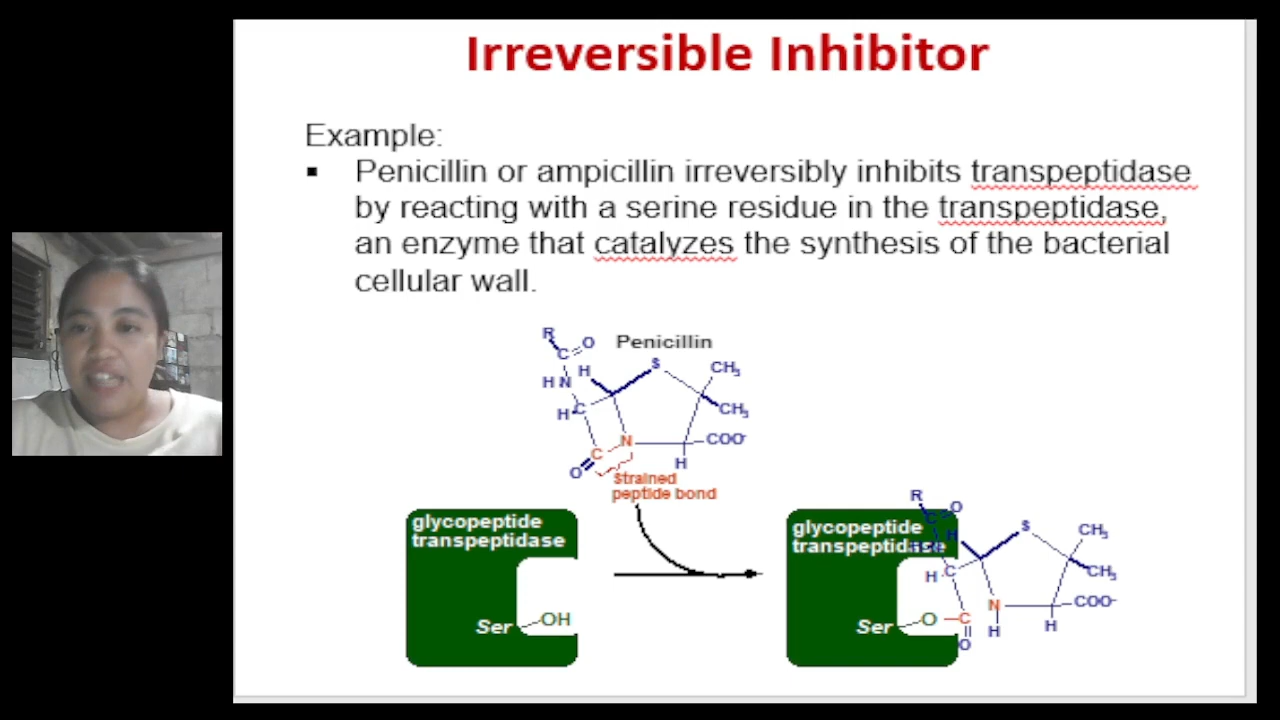 Irreversible Inhibitor
Example:
▪ Penicillin or ampicillin irreversibly inhibits transpeptidase
by reacting with a serine residue in the transpeptidase,
an enzyme that catalyzes the synthesis of the bacterial
cellular wall.
Penicillin
R
C
O
H N
H
S
CH3
CH3
H
C
N
COO-
C
O
H
Strained
peptide bond
glycopeptide
transpeptidase
Ser
OH
glycopeptide
transpeptidase
Ser
O
R
C
O
H N
H
S
CH3
CH3
H
C
N
COO-
C
H
H
O